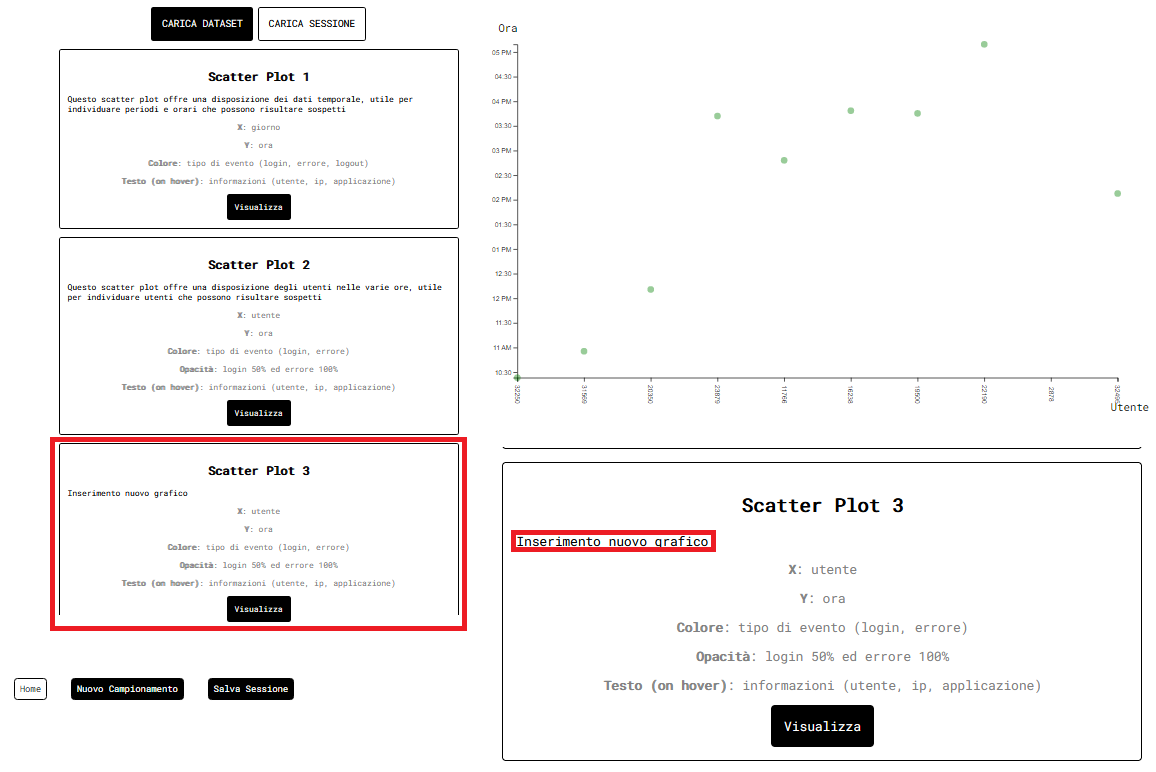 CARICA DATASET
CARICA SESSIONE
Scatter Plot 1
Questo scatter plot offre una disposizione dei dati temporale, utile per
individuare periodi e orari che possono risultare sospetti
X: giorno
Y: ora
Colore: tipo di evento (login, errore, logout)
Testo (on hover): informazioni (utente, ip, applicazione)
Visualizza
Scatter Plot 2
Questo scatter plot offre una disposizione degli utenti nelle varie ore, utile
per individuare utenti che possono risultare sospetti
X: utente
Y: ora
Colore: tipo di evento (login, errore)
Opacità: login 50% ed errore 100%
Testo (on hover): informazioni (utente, ip, applicazione)
Visualizza
Scatter Plot 3
Inserimento nuovo grafico
X: utente
Y: ora
Colore: tipo di evento (login, errore)
Opacità: login 50% ed errore 100%
Testo (on hover): informazioni (utente, ip, applicazione)
Visualizza
Home
Nuovo Campionamento
Salva Sessione
Ora
05 PM
04:30
04 PM
03:30
03 PM
02:30
02 PM
01:30
01 PM
12:30
12 PM
11:30
11 AM
10:30
32250
31569
20350
23879
11766
16238
19500
22190
2878
Utente
Scatter Plot 3
Inserimento nuovo grafico
X: utente
Y: ora
Colore: tipo di evento (login, errore)
Opacità: login 50% ed errore 100%
Testo (on hover): informazioni (utente, ip, applicazione)
Visualizza